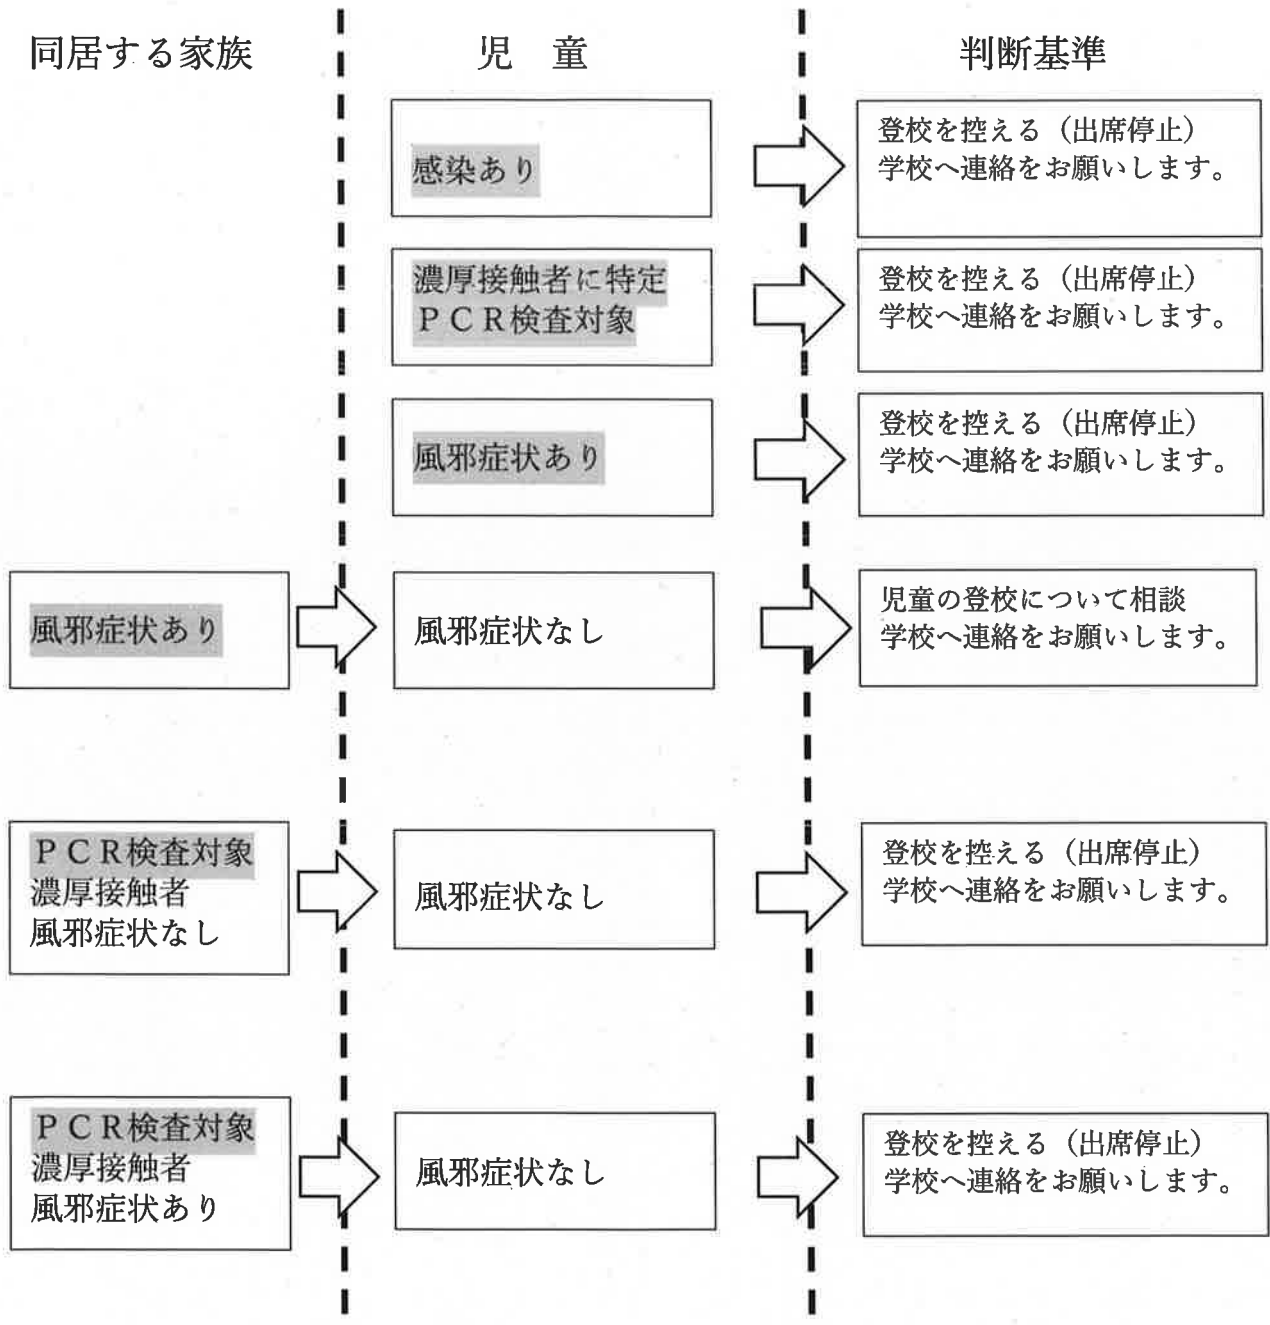 同居する家族
児　童
判断基準
感染あり
登校を控える（出席停止）
学校へ連絡をお願いします。
濃厚接触者に特定
ＰＣＲ検査対象
登校を控える（出席停止）
学校へ連絡をお願いします。
風邪症状あり
登校を控える（出席停止）
学校へ連絡をお願いします。
風邪症状あり
風邪症状なし
児童の登校について相談
学校へ連絡をお願いします。
ＰＣＲ検査対象
濃厚接触者
風邪症状なし
風邪症状なし
登校を控える（出席停止）
学校へ連絡をお願いします。
ＰＣＲ検査対象
濃厚接触者
風邪症状あり
風邪症状なし
登校を控える（出席停止）
学校へ連絡をお願いします。